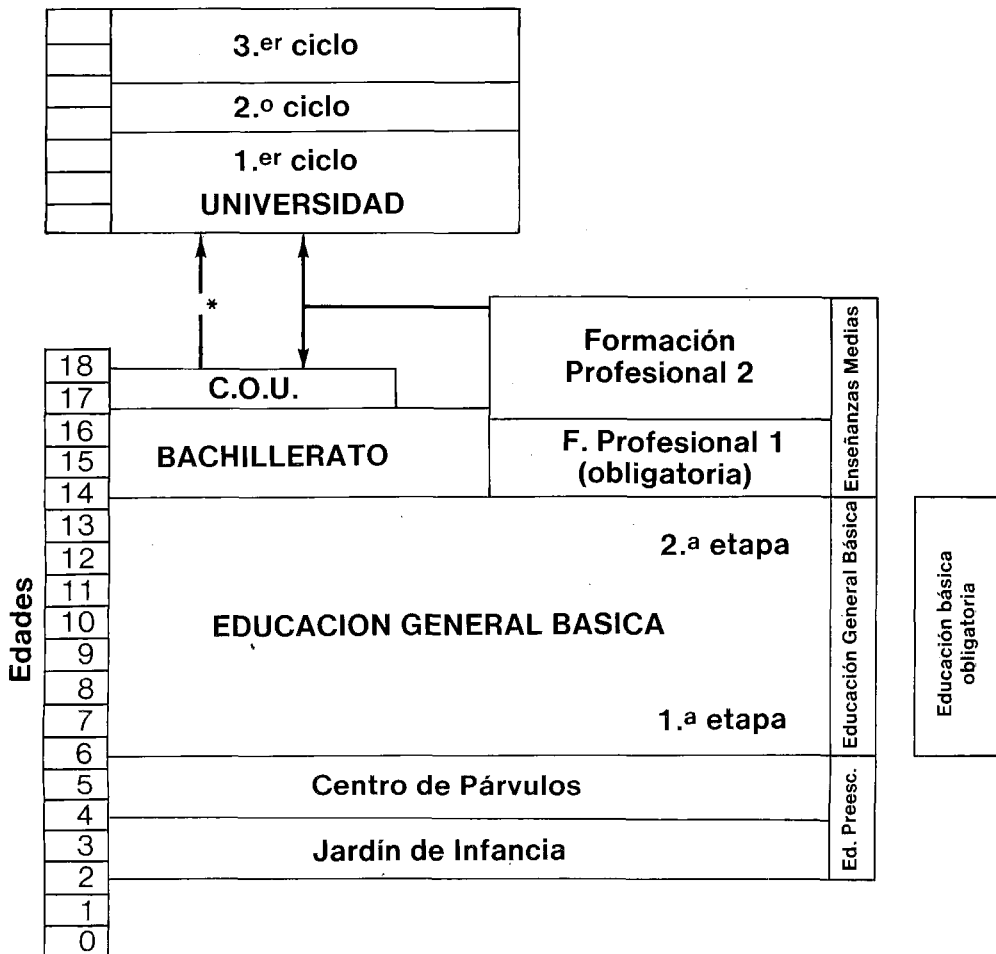 3.er ciclo
2.o ciclo
1.er ciclo
UNIVERSIDAD
*
Formación
Profesional 2
F. Profesional 1
(obligatoria)
Enseñanzas Medias
C.O.U.
BACHILLERATO
2.a etapa
EDUCACION GENERAL BASICA
1.a etapa
Educación General Básica
Educación básica
obligatoria
Centro de Párvulos
Jardín de Infancia
Ed. Preesc.
Edades
18
17
16
15
14
13
12
11
10
9
8
7
6
5
4
3
2
1
0